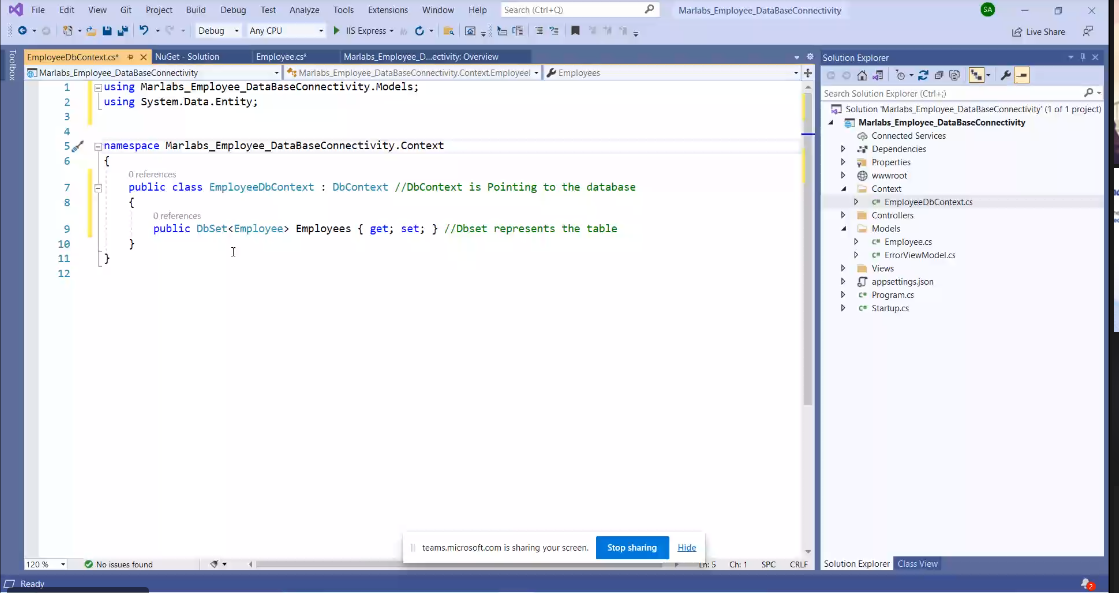 File Edit View Git Project Build Debug Test Analyze Tools Extensions Window Help Search (Ctrl+Q) Marlabs_Employee_DataBaseConnectivity SA
Debug Any CPU IIS Express Live Share
Toolbox
EmployeeDbContext.cs* NuGet - Solution Employee.cs* Marlabs_Employee_D...ectivity: Overview
Marlabs_Employee_DataBaseConnectivity Marlabs_Employee_DataBaseConnectivity.Context.Employee Employees
1 using Marlabs_Employee_DataBaseConnectivity.Models;
2 using System.Data.Entity;
3
4
5 namespace Marlabs_Employee_DataBaseConnectivity.Context
6 {
0 references
7 public class EmployeeDbContext : DbContext //DbContext is Pointing to the database
8 {
0 references
9 public DbSet<Employee> Employees { get; set; } //Dbset represents the table
10 }
11 }
12
teams.microsoft.com is sharing your screen. Stop sharing Hide
120 % No issues found Ln: 5 Ch: 1 SPC CRLF
Solution Explorer
Search Solution Explorer (Ctrl+;)
Solution 'Marlabs_Employee_DataBaseConnectivity' (1 of 1 project)
Marlabs_Employee_DataBaseConnectivity
Connected Services
Dependencies
Properties
wwwroot
Context
C# EmployeeDbContext.cs
Controllers
Models
C# Employee.cs
C# ErrorViewModel.cs
Views
appsettings.json
C# Program.cs
C# Startup.cs
Solution Explorer Class View
Ready 2